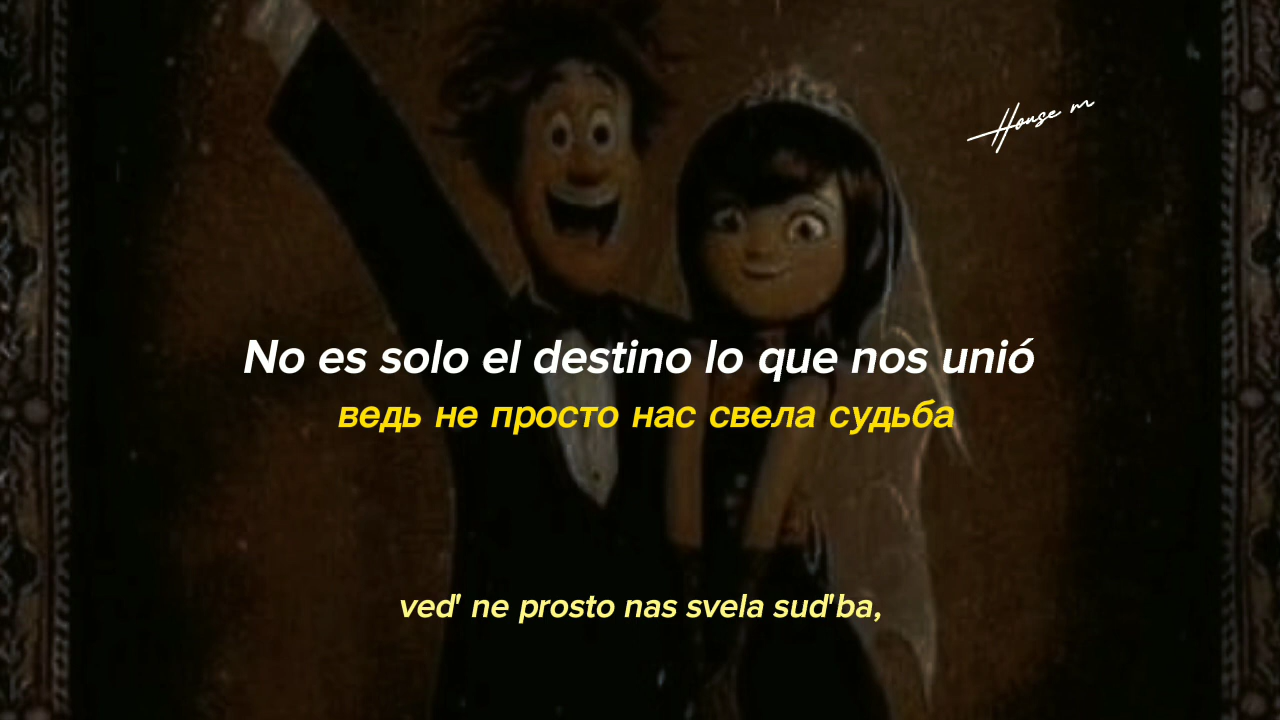 House m
No es solo el destino lo que nos unió
ведь не просто нас свела судьба
ved' ne prosto nas svela sud'ba,